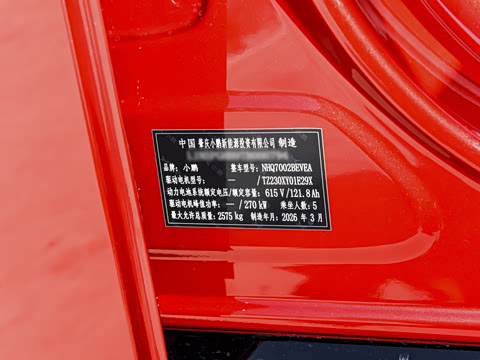 中国 肇庆小鹏新能源投资有限公司 制造
品牌：小鹏 整车型号：NHQ7002BEVEA
驱动电机型号： — / TZ230XY01E29X
动力电池系统额定电压/额定容量：615 V/121.8Ah
驱动电机峰值功率：— / 270 kW 乘坐人数：5
最大允许总质量：2575 kg 制造年月：2026 年 3 月